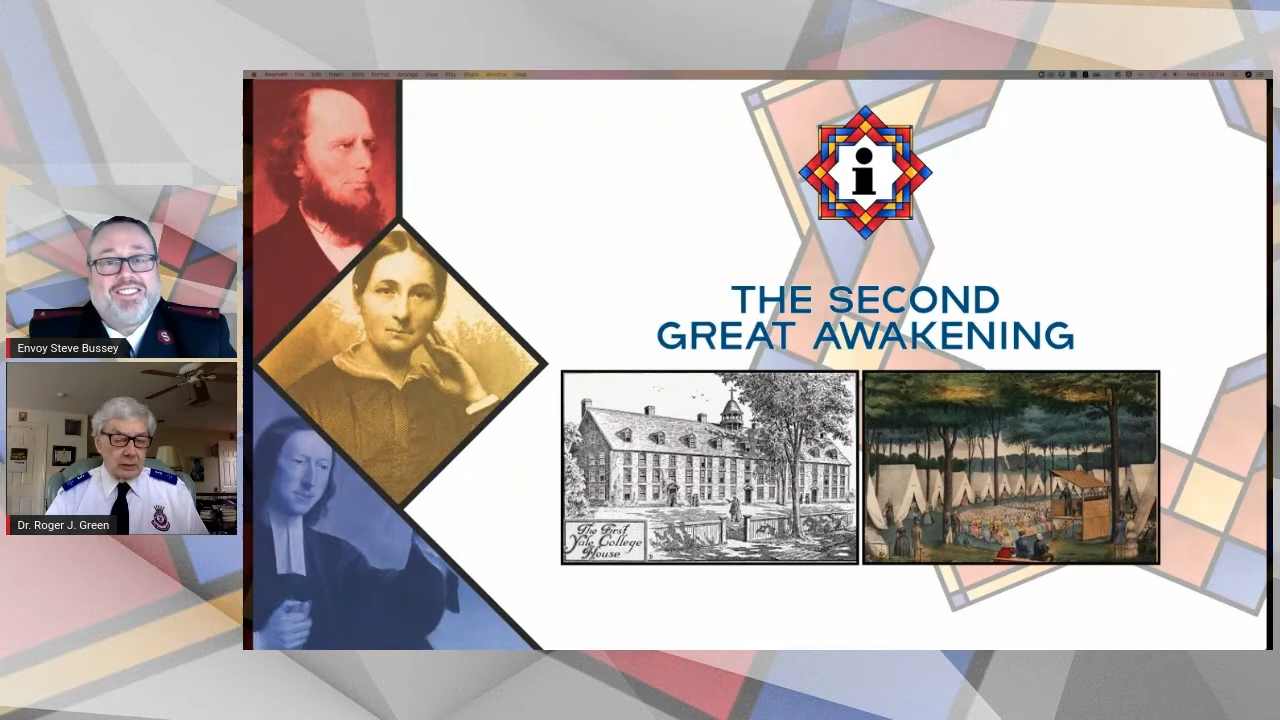 Envoy Steve Bussey
Dr. Roger J. Green
i
THE SECOND
GREAT AWAKENING
The First
Yale College
House